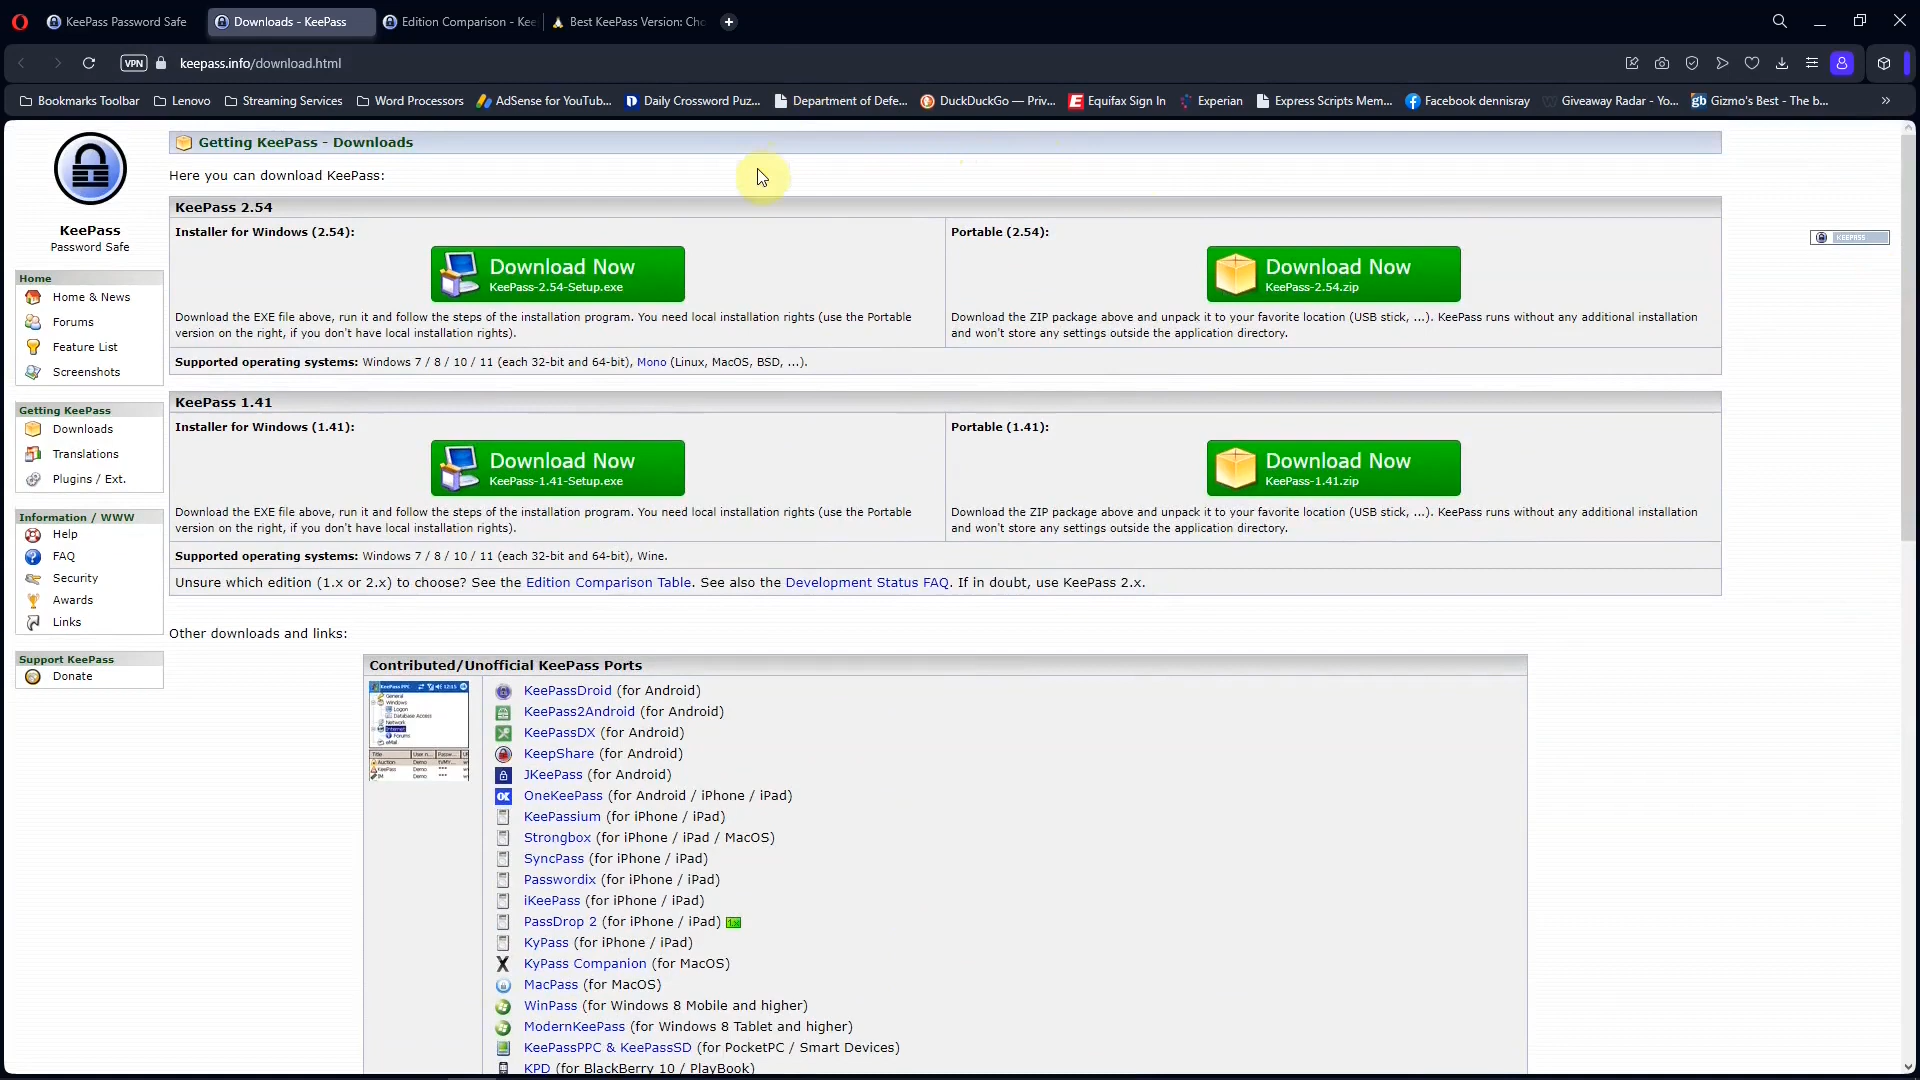 KeePass Password Safe
Downloads - KeePass
Edition Comparison - Kee
Best KeePass Version: Cho
VPN
keepass.info/download.html
Bookmarks Toolbar
Lenovo
Streaming Services
Word Processors
AdSense for YouTub...
Daily Crossword Puz...
Department of Defe...
DuckDuckGo — Priv...
Equifax Sign In
Experian
Express Scripts Mem...
Facebook dennisray
Giveaway Radar - Yo...
gb Gizmo's Best - The b...
KeePass
Password Safe
Home
Home & News
Forums
Feature List
Screenshots
Getting KeePass
Downloads
Translations
Plugins / Ext.
Information / WWW
Help
FAQ
Security
Awards
Links
Support KeePass
Donate
Getting KeePass - Downloads
Here you can download KeePass:
KeePass 2.54
Installer for Windows (2.54):
Download Now
KeePass-2.54-Setup.exe
Download the EXE file above, run it and follow the steps of the installation program. You need local installation rights (use the Portable
version on the right, if you don't have local installation rights).
Portable (2.54):
Download Now
KeePass-2.54.zip
Download the ZIP package above and unpack it to your favorite location (USB stick, ...). KeePass runs without any additional installation
and won't store any settings outside the application directory.
Supported operating systems: Windows 7 / 8 / 10 / 11 (each 32-bit and 64-bit), Mono (Linux, MacOS, BSD, ...).
KeePass 1.41
Installer for Windows (1.41):
Download Now
KeePass-1.41-Setup.exe
Download the EXE file above, run it and follow the steps of the installation program. You need local installation rights (use the Portable
version on the right, if you don't have local installation rights).
Portable (1.41):
Download Now
KeePass-1.41.zip
Download the ZIP package above and unpack it to your favorite location (USB stick, ...). KeePass runs without any additional installation
and won't store any settings outside the application directory.
Supported operating systems: Windows 7 / 8 / 10 / 11 (each 32-bit and 64-bit), Wine.
Unsure which edition (1.x or 2.x) to choose? See the Edition Comparison Table. See also the Development Status FAQ. If in doubt, use KeePass 2.x.
KEEPASS
Other downloads and links:
Contributed/Unofficial KeePass Ports
KeePassDroid (for Android)
KeePass2Android (for Android)
KeePassDX (for Android)
KeepShare (for Android)
JKeePass (for Android)
OneKeePass (for Android / iPhone / iPad)
KeePassium (for iPhone / iPad)
Strongbox (for iPhone / iPad / MacOS)
SyncPass (for iPhone / iPad)
Passwordix (for iPhone / iPad)
iKeePass (for iPhone / iPad)
PassDrop 2 (for iPhone / iPad) 1.x
KyPass (for iPhone / iPad)
KyPass Companion (for MacOS)
MacPass (for MacOS)
WinPass (for Windows 8 Mobile and higher)
ModernKeePass (for Windows 8 Tablet and higher)
KeePassPPC & KeePassSD (for PocketPC / Smart Devices)
KPD (for BlackBerry 10 / PlayBook)